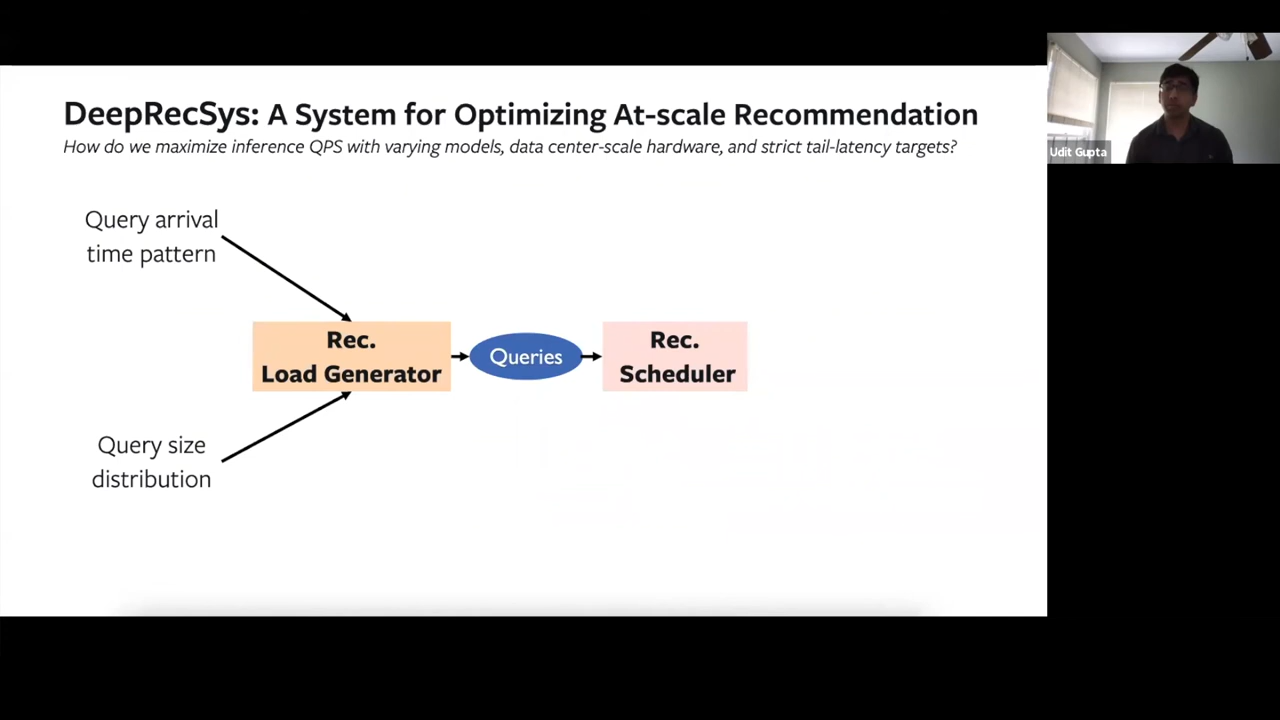 DeepRecSys: A System for Optimizing At-scale Recommendation
How do we maximize inference QPS with varying models, data center-scale hardware, and strict tail-latency targets?
Udit Gupta
Query arrival
time pattern
Rec.
Load Generator
Queries
Rec.
Scheduler
Query size
distribution